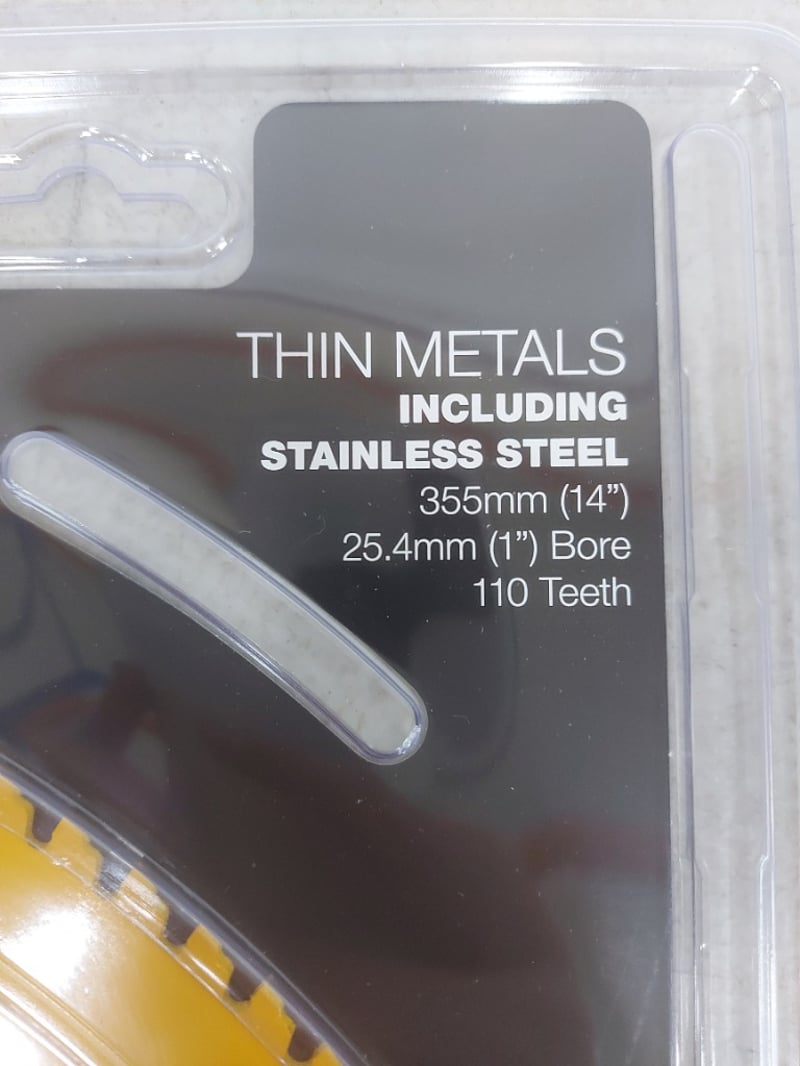 THIN METALS
INCLUDING
STAINLESS STEEL
355mm (14”)
25.4mm (1”) Bore
110 Teeth